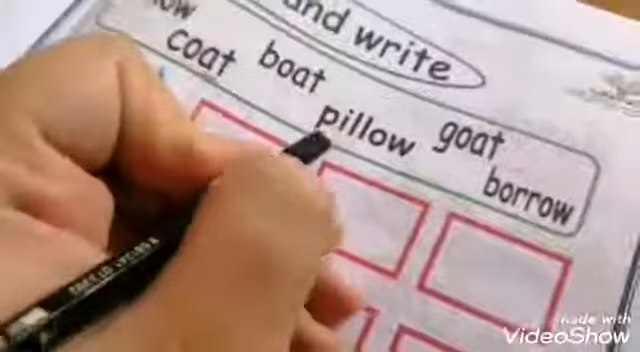 and write
coat boat
pillow goat
borrow
made with
VideoShow